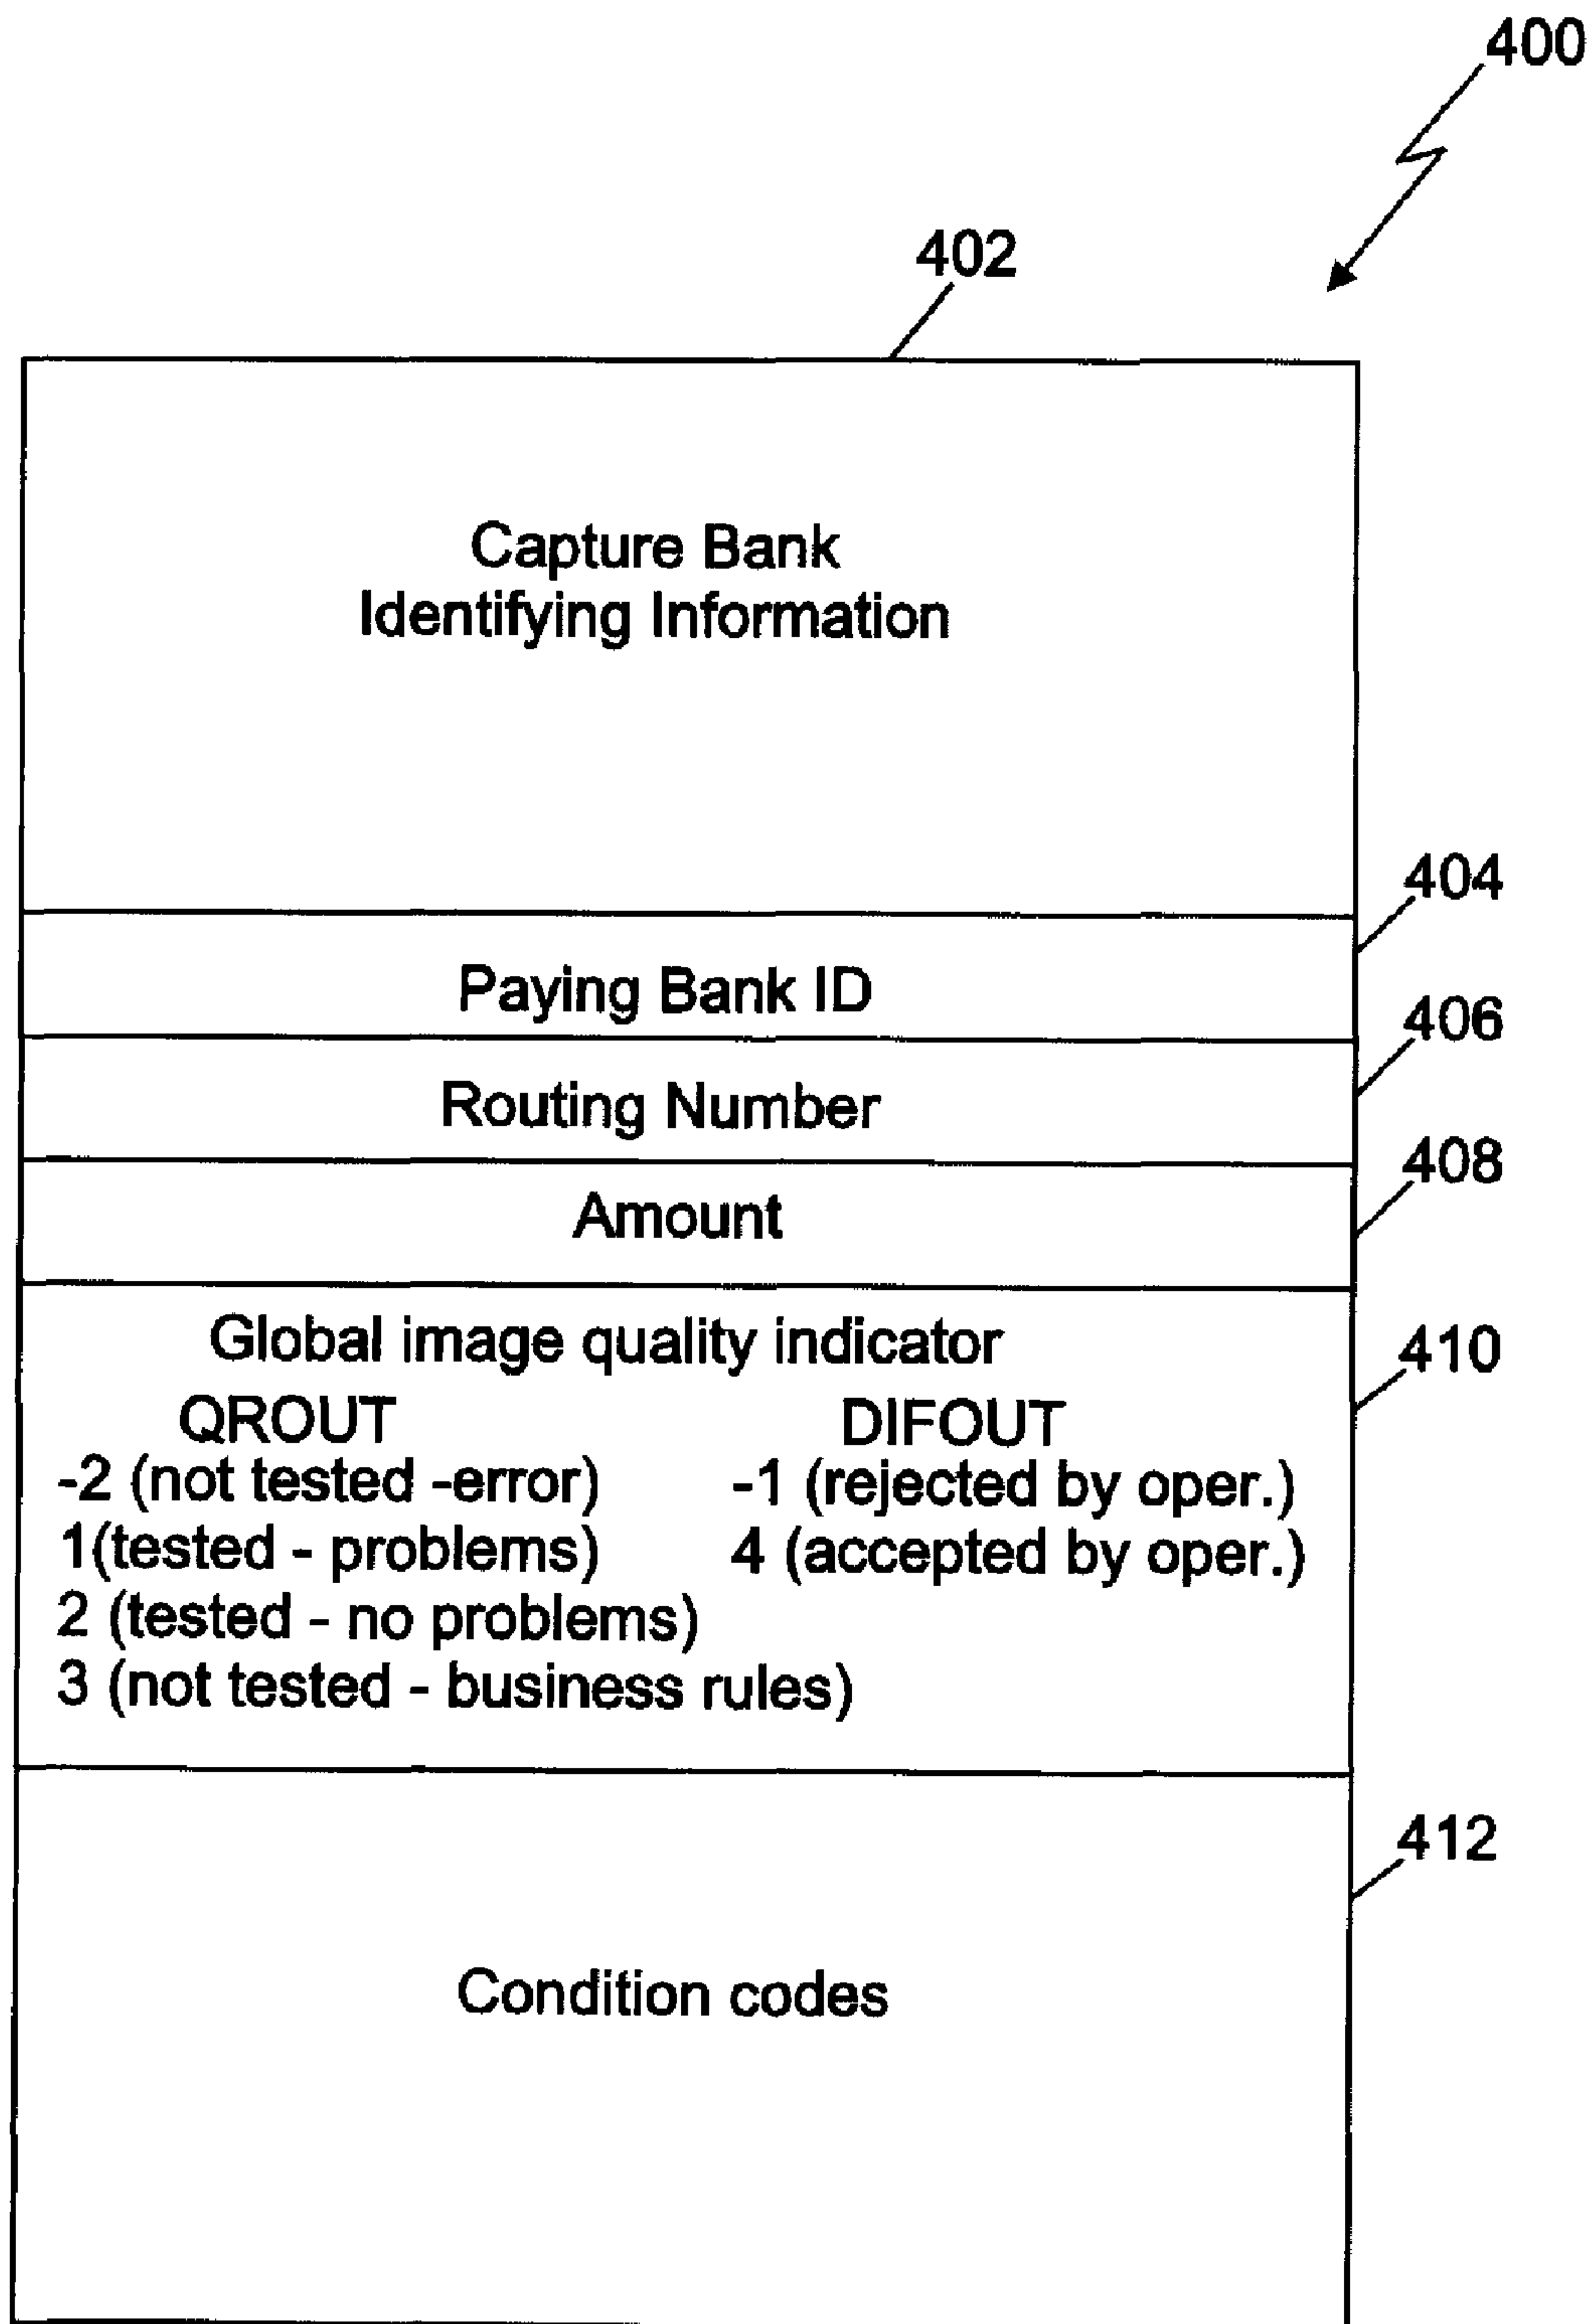 400
402
Capture Bank
Identifying Information
404
Paying Bank ID
406
Routing Number
408
Amount
Global image quality indicator
410
QROUT DIFOUT
-2 (not tested -error) -1 (rejected by oper.)
1(tested - problems) 4 (accepted by oper.)
2 (tested - no problems)
3 (not tested - business rules)
412
Condition codes